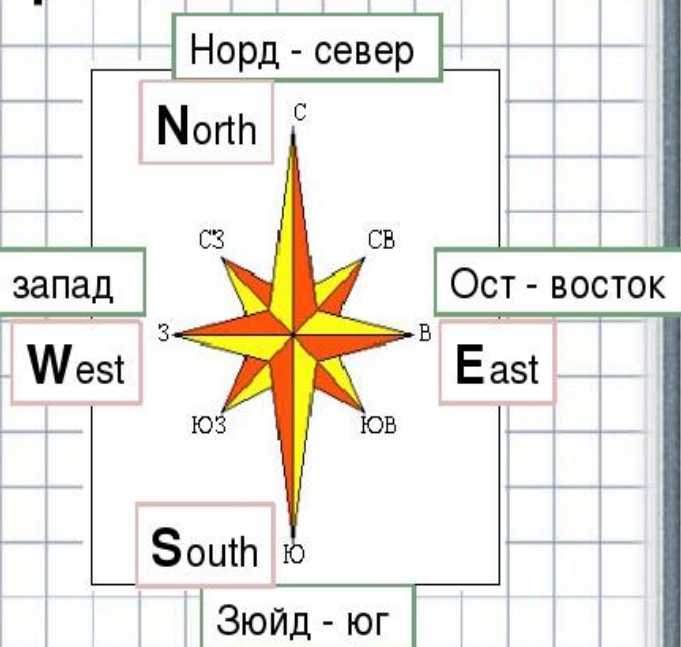 Норд - север
North
С
СЗ
СВ
запад
Ост - восток
З
В
West
East
ЮЗ
ЮВ
South
Ю
Зюйд - юг